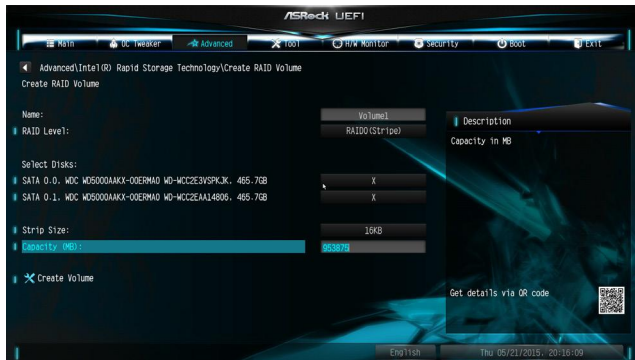 ASRock UEFI
Main OC Tweaker Advanced Tool H/W Monitor Security Boot Exit
Advanced\Intel(R) Rapid Storage Technology\Create RAID Volume
Create RAID Volume
Name: Volume1
RAID Level: RAID0(Stripe)
Select Disks:
SATA 0.0. WDC WD5000AAKX-00ERMA0 WD-WCC2E3VSPKJK. 465.7GB X
SATA 0.1. WDC WD5000AAKX-00ERMA0 WD-WCC2EAA14806. 465.7GB X
Strip Size: 16KB
Capacity (MB): 953875
Create Volume
Description
Capacity in MB
Get details via QR code
English Thu 05/21/2015. 20:16:09